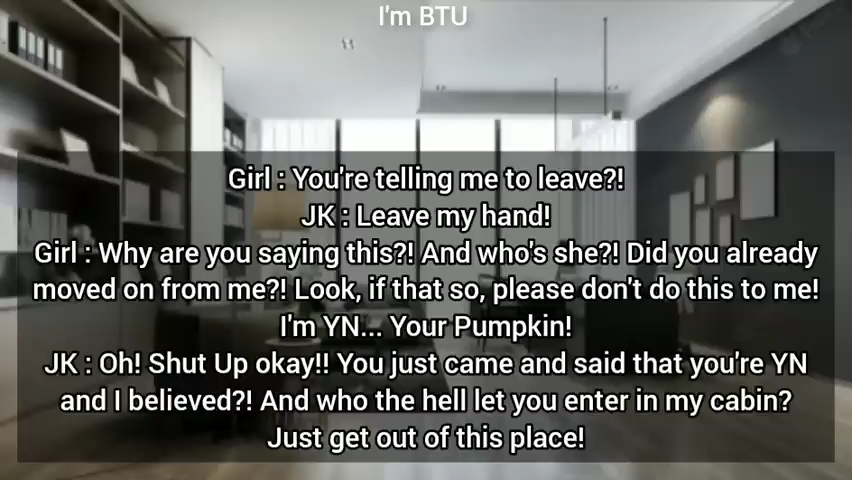 I'm BTU
Girl : You're telling me to leave?!
JK : Leave my hand!
Girl : Why are you saying this?! And who's she?! Did you already
moved on from me?! Look, if that so, please don't do this to me!
I'm YN... Your Pumpkin!
JK : Oh! Shut Up okay!! You just came and said that you're YN
and I believed?! And who the hell let you enter in my cabin?
Just get out of this place!